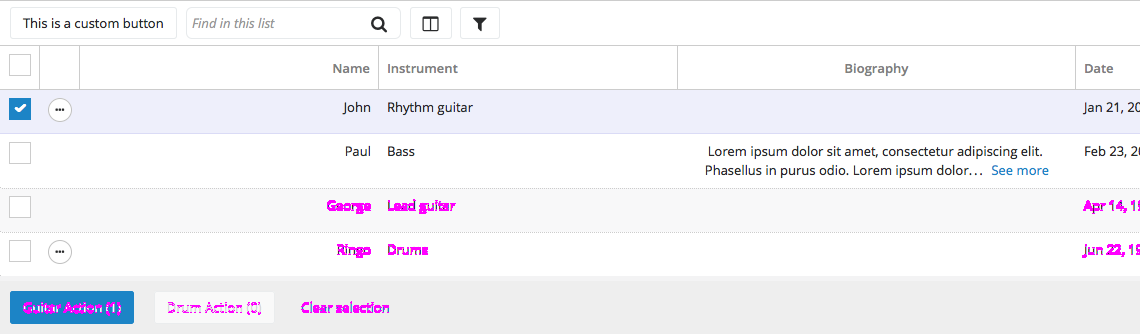 This is a custom button
Find in this list
Name Instrument Biography Date
John Rhythm guitar Jan 21, 20
Paul Bass Lorem ipsum dolor sit amet, consectetur adipiscing elit. Feb 23, 20
Phasellus in purus odio. Lorem ipsum dolor... See more
George Lead guitar Apr 14, 19
Ringo Drums Jun 22, 19
Guitar Action (1) Drum Action (0) Clear selection